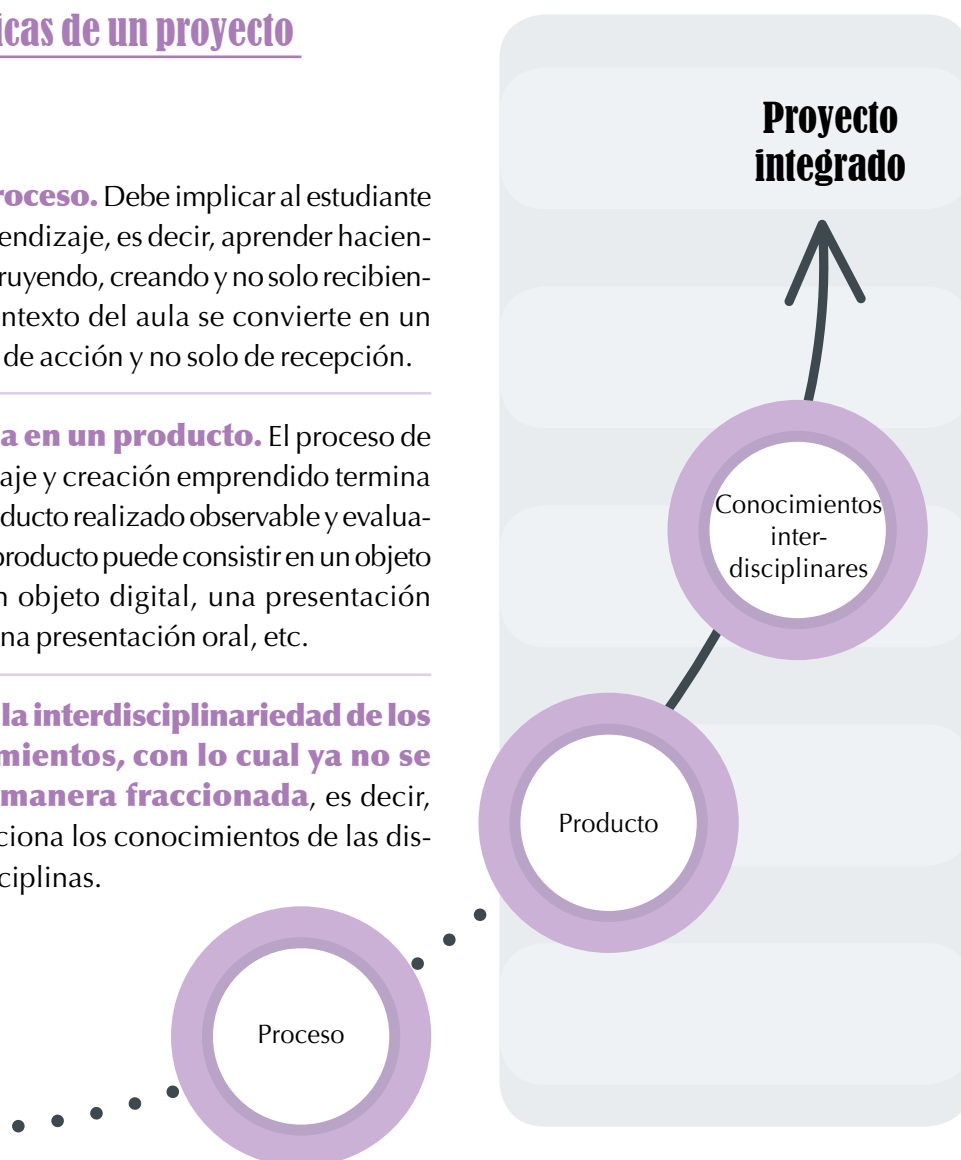 icas de un proyecto
roceso. Debe implicar al estudiante
endizaje, es decir, aprender hacien-
ruyendo, creando y no solo recibien-
ntexto del aula se convierte en un
de acción y no solo de recepción.
a en un producto. El proceso de
aje y creación emprendido termina
ducto realizado observable y evalua-
producto puede consistir en un objeto
n objeto digital, una presentación
na presentación oral, etc.
la interdisciplinariedad de los
mientos, con lo cual ya no se
manera fraccionada, es decir,
ciona los conocimientos de las dis-
ciplinas.
Proyecto
integrado
Conocimientos
inter-
disciplinares
Producto
Proceso